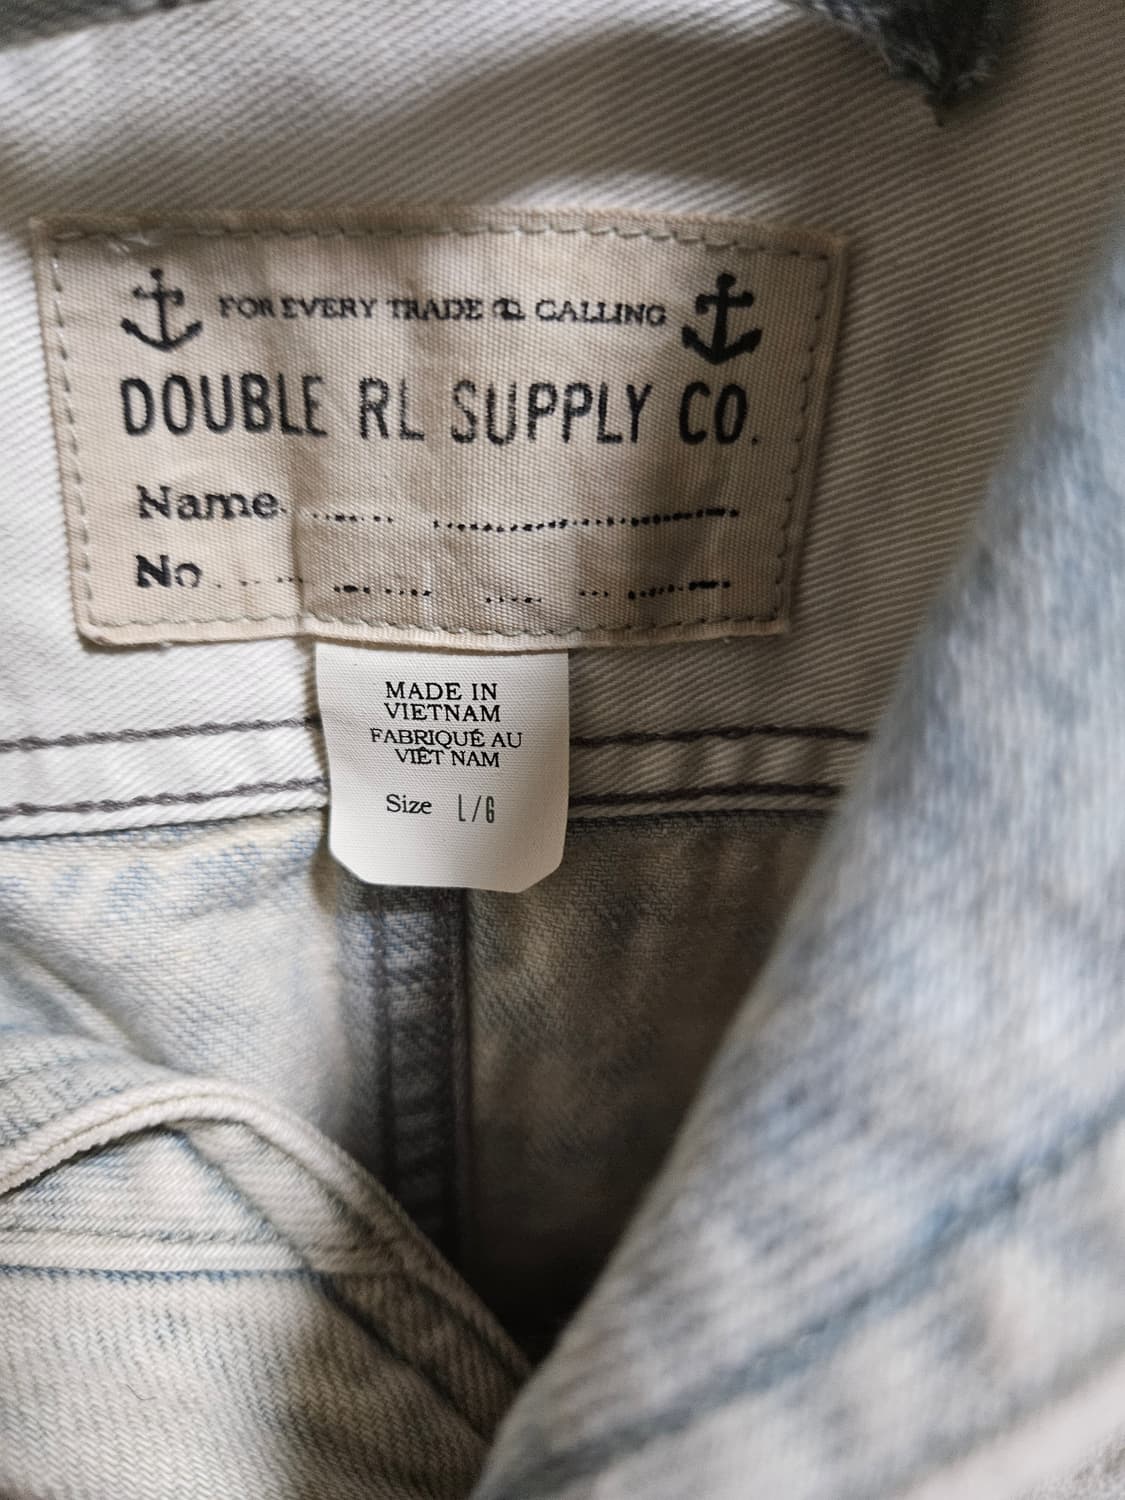 FOR EVERY TRADE & CALLING
DOUBLE RL SUPPLY CO.
Name
No
MADE IN
VIETNAM
FABRIQUÉ AU
VIÊT NAM
Size L/G